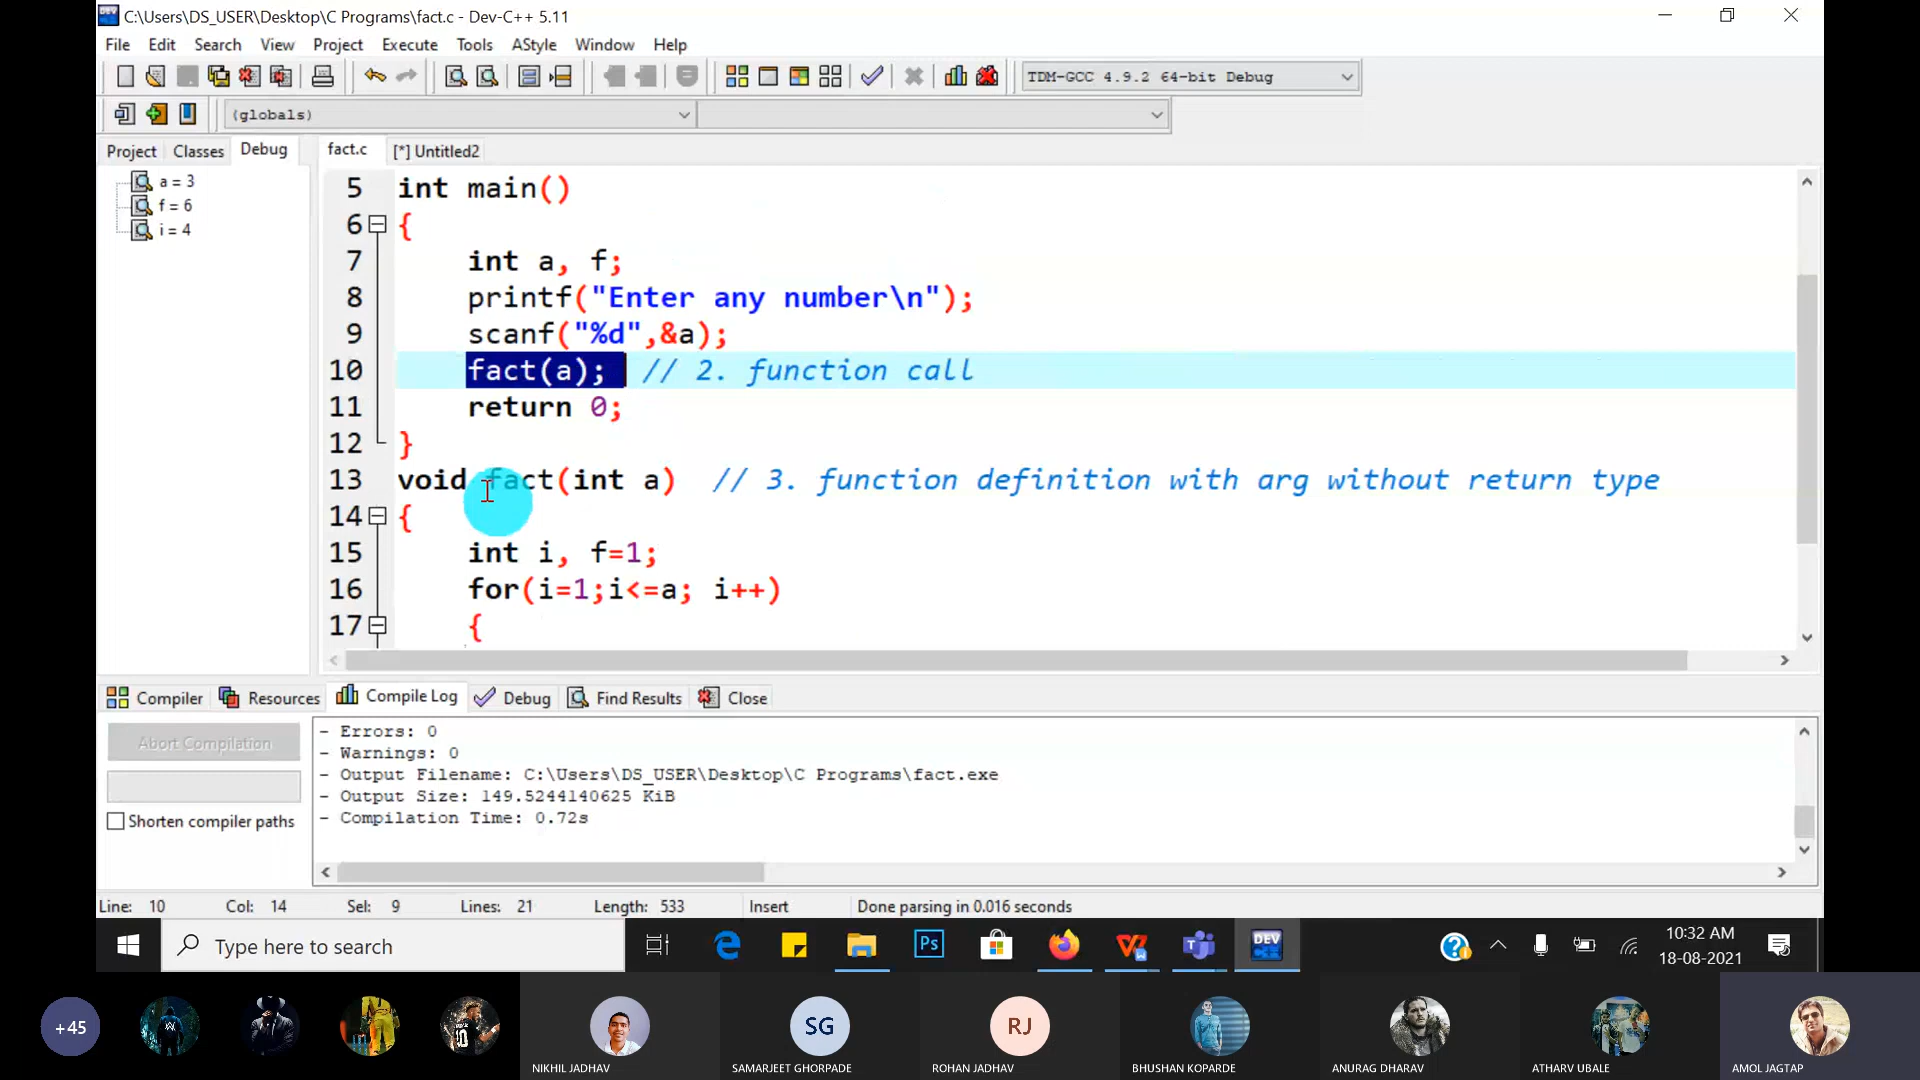 C:\Users\DS_USER\Desktop\C Programs\fact.c - Dev-C++ 5.11
File Edit Search View Project Execute Tools AStyle Window Help
TDM-GCC 4.9.2 64-bit Debug
(globals)
Project Classes Debug
fact.c [*] Untitled2
a = 3
f = 6
i = 4
5 int main()
6 {
7 int a, f;
8 printf("Enter any number\n");
9 scanf("%d",&a);
10 fact(a); // 2. function call
11 return 0;
12 }
13 void fact(int a) // 3. function definition with arg without return type
14 {
15 int i, f=1;
16 for(i=1;i<=a; i++)
17 {
Compiler Resources Compile Log Debug Find Results Close
Abort Compilation
Shorten compiler paths
- Errors: 0
- Warnings: 0
- Output Filename: C:\Users\DS_USER\Desktop\C Programs\fact.exe
- Output Size: 149.5244140625 KiB
- Compilation Time: 0.72s
Line: 10 Col: 14 Sel: 9 Lines: 21 Length: 533 Insert Done parsing in 0.016 seconds
Type here to search
Ps
DEV
10:32 AM
18-08-2021
+45
SG
RJ
10
NIKHIL JADHAV
SAMARJEET GHORPADE
ROHAN JADHAV
BHUSHAN KOPARDE
ANURAG DHARAV
ATHARV UBALE
AMOL JAGTAP